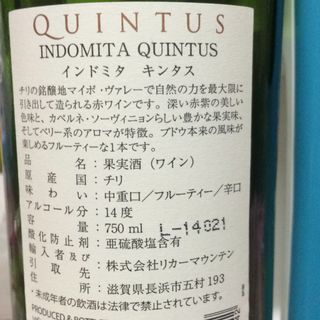 QUINTUS
INDOMITA QUINTUS
インドミタ キンタス
チリの銘醸地マイポ・ヴァレーで自然の力を最大限に
引き出して造られる赤ワインです。深い赤紫の美しい
色味と、カベルネ・ソーヴィニョンらしい豊かな果実味、
そしてベリー系のアロマが特徴。ブドウ本来の風味が
楽しめるフルーティーな1本です。
品名:果実酒(ワイン)
原産国:チリ
味わい:中重口/フルーティー/辛口
アルコール分:14度
容量:750ml L-14021
酸化防止剤:亜硫酸塩含有
輸入者及び
引取先:株式会社リカーマウンテン
住所:滋賀県長浜市五村193
・未成年者の飲酒は法律で禁止されています。
PRODUCED & BOTTLED